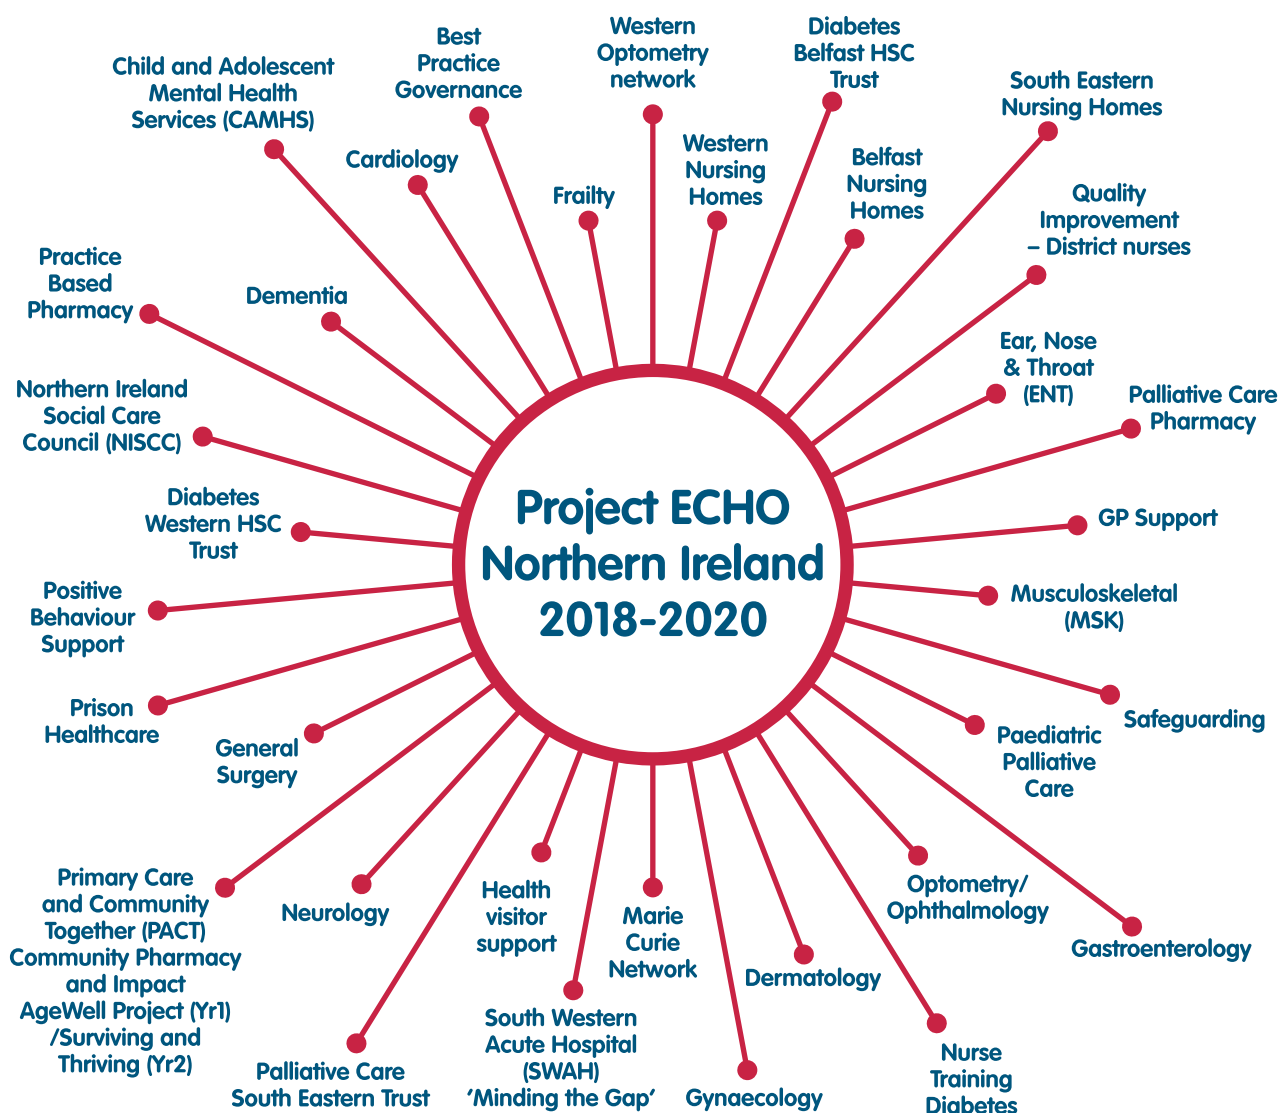 Western
Optometry
network
Diabetes
Belfast HSC
Trust
Best
Practice
Governance
Child and Adolescent
Mental Health
Services (CAMHS)
South Eastern
Nursing Homes
Cardiology
Frailty
Western
Nursing
Homes
Belfast
Nursing
Homes
Quality
Improvement
– District nurses
Practice
Based
Pharmacy
Dementia
Ear, Nose
& Throat
(ENT)
Northern Ireland
Social Care
Council (NISCC)
Palliative Care
Pharmacy
Diabetes
Western HSC
Trust
Project ECHO
Northern Ireland
2018-2020
GP Support
Positive
Behaviour
Support
Musculoskeletal
(MSK)
Prison
Healthcare
General
Surgery
Safeguarding
Paediatric
Palliative
Care
Primary Care
and Community
Together (PACT)
Community Pharmacy
and Impact
AgeWell Project (Yr1)
/Surviving and
Thriving (Yr2)
Neurology
Health
visitor
support
Marie
Curie
Network
Optometry/
Ophthalmology
Gastroenterology
Dermatology
Palliative Care
South Eastern Trust
South Western
Acute Hospital
(SWAH)
‘Minding the Gap’
Gynaecology
Nurse
Training
Diabetes